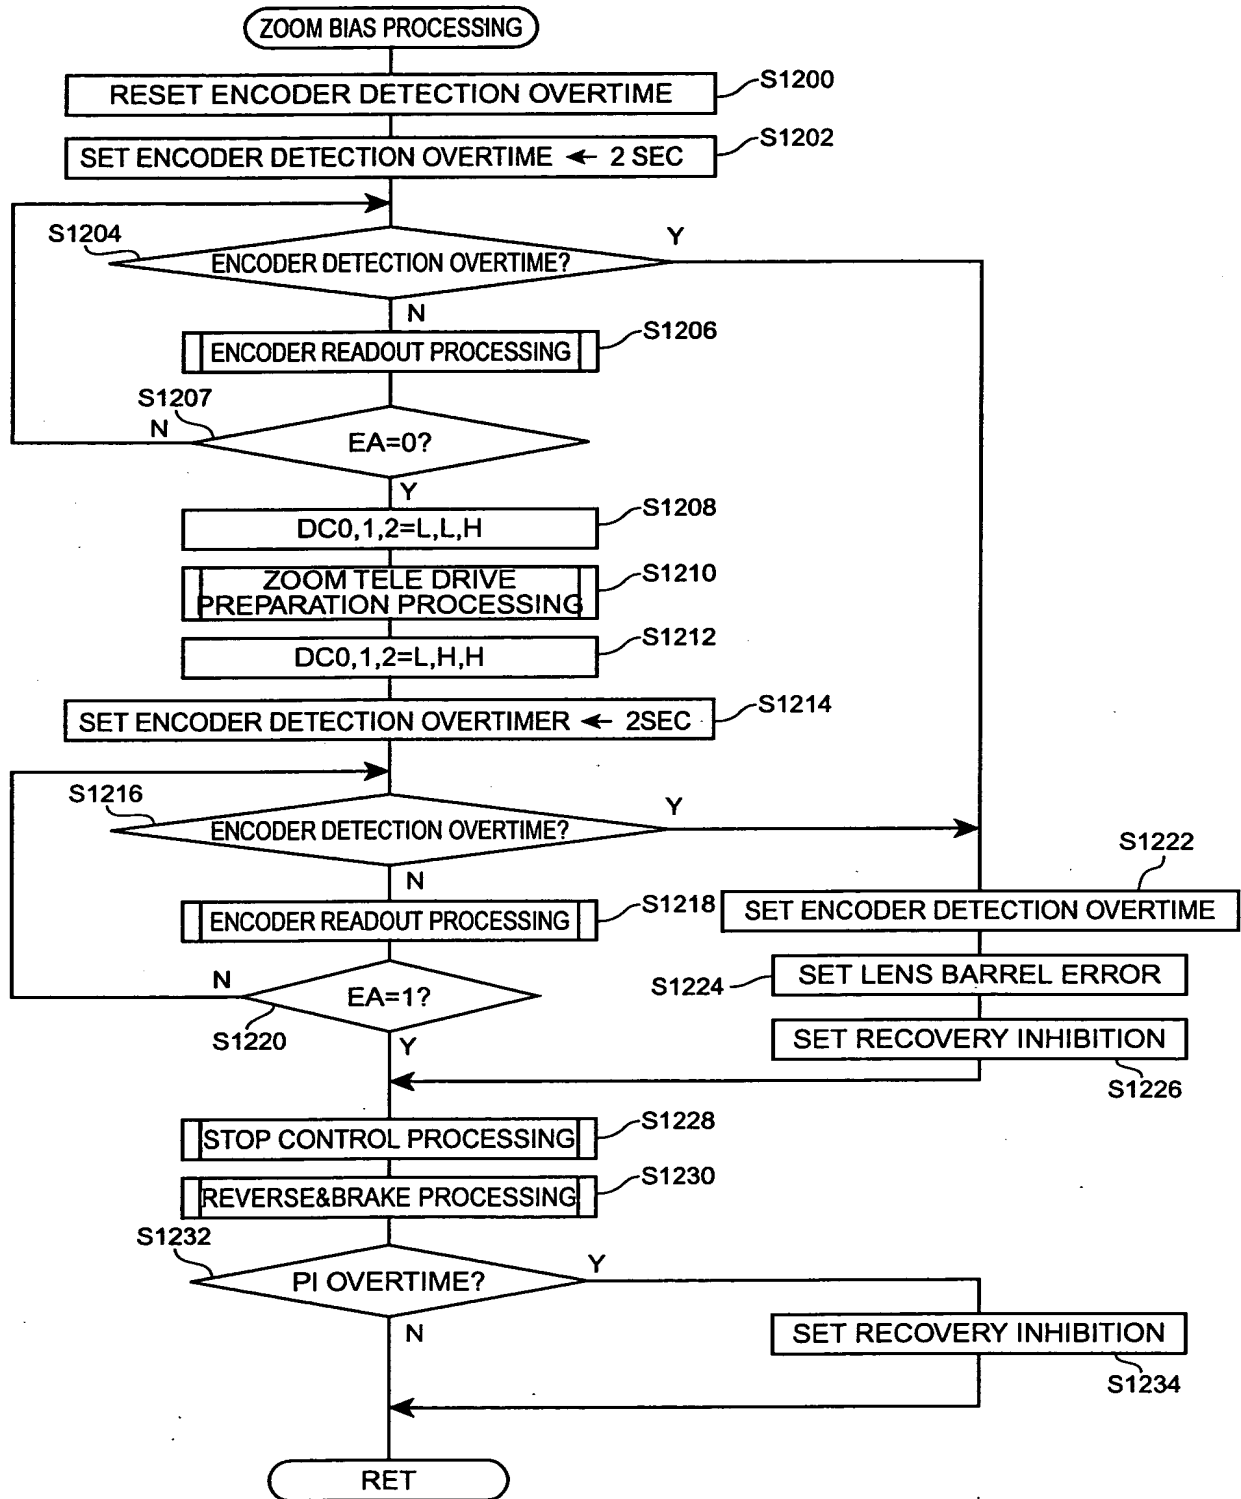 ZOOM BIAS PROCESSING
RESET ENCODER DETECTION OVERTIME
S1200
SET ENCODER DETECTION OVERTIME ← 2 SEC
S1202
S1204
ENCODER DETECTION OVERTIME?
Y
N
ENCODER READOUT PROCESSING
S1206
S1207
N
EA=0?
Y
DC0,1,2=L,L,H
S1208
ZOOM TELE DRIVE
PREPARATION PROCESSING
S1210
DC0,1,2=L,H,H
S1212
SET ENCODER DETECTION OVERTIMER ← 2SEC
S1214
S1216
ENCODER DETECTION OVERTIME?
Y
N
ENCODER READOUT PROCESSING
S1218
S1222
SET ENCODER DETECTION OVERTIME
N
EA=1?
S1220
Y
S1224
SET LENS BARREL ERROR
SET RECOVERY INHIBITION
S1226
STOP CONTROL PROCESSING
S1228
REVERSE&BRAKE PROCESSING
S1230
S1232
PI OVERTIME?
Y
N
SET RECOVERY INHIBITION
S1234
RET